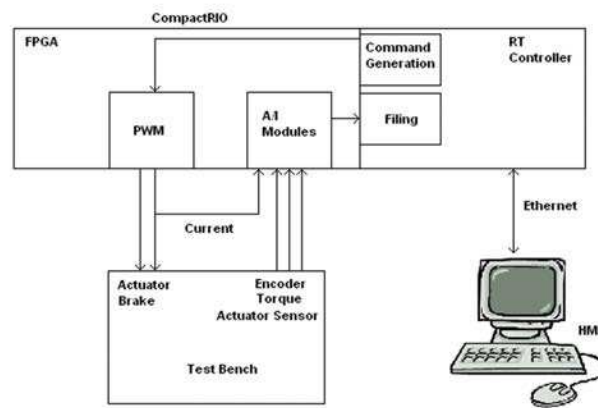 CompactRIO
FPGA
Command
Generation
RT
Controller
PWM
A/I
Modules
Filing
Current
Ethernet
Actuator
Brake
Encoder
Torque
Actuator Sensor
Test Bench
HM